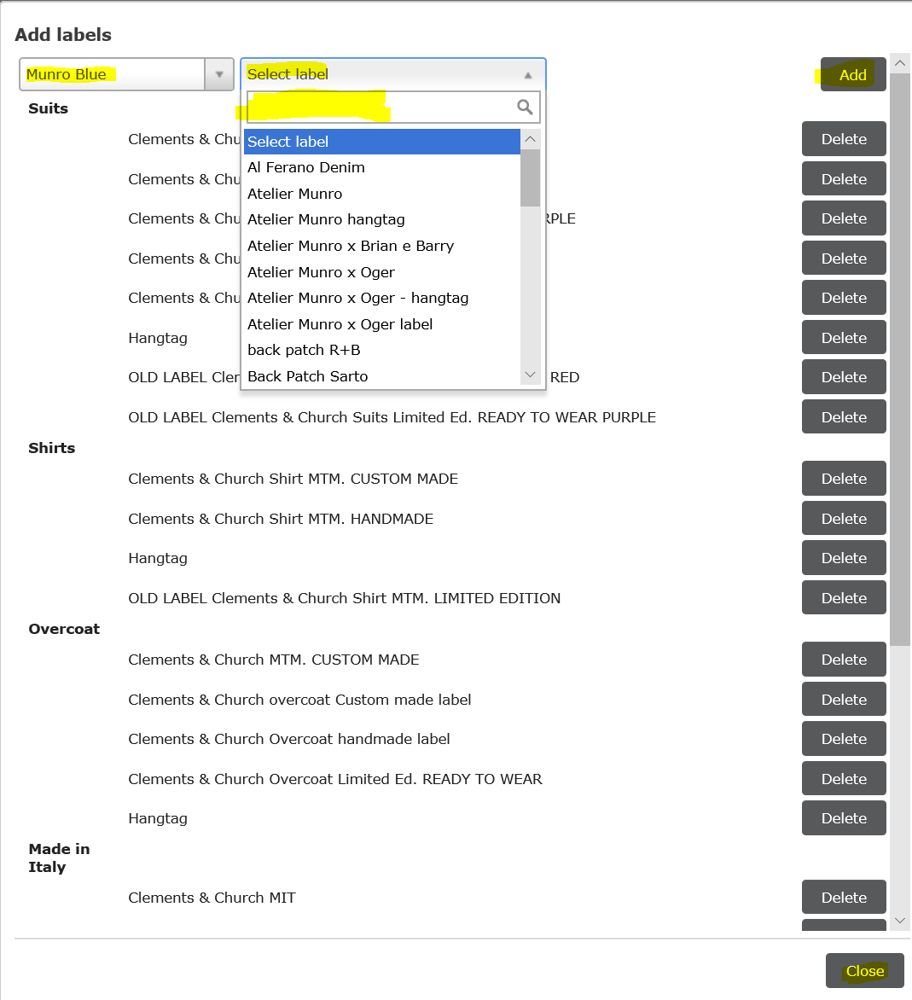 Add labels
Munro Blue
Select label
Add
Suits
Select label
Al Ferano Denim
Atelier Munro
Atelier Munro hangtag
Atelier Munro x Brian e Barry
Atelier Munro x Oger
Atelier Munro x Oger - hangtag
Atelier Munro x Oger label
back patch R+B
Back Patch Sarto
Clements & Chu
Delete
Clements & Chu
Delete
Clements & Chu RPLE
Delete
Clements & Chu
Delete
Clements & Chu
Delete
Hangtag
Delete
OLD LABEL Cler RED
Delete
OLD LABEL Clements & Church Suits Limited Ed. READY TO WEAR PURPLE
Delete
Shirts
Clements & Church Shirt MTM. CUSTOM MADE
Delete
Clements & Church Shirt MTM. HANDMADE
Delete
Hangtag
Delete
OLD LABEL Clements & Church Shirt MTM. LIMITED EDITION
Delete
Overcoat
Clements & Church MTM. CUSTOM MADE
Delete
Clements & Church overcoat Custom made label
Delete
Clements & Church Overcoat handmade label
Delete
Clements & Church Overcoat Limited Ed. READY TO WEAR
Delete
Hangtag
Delete
Made in
Italy
Clements & Church MIT
Delete
Close